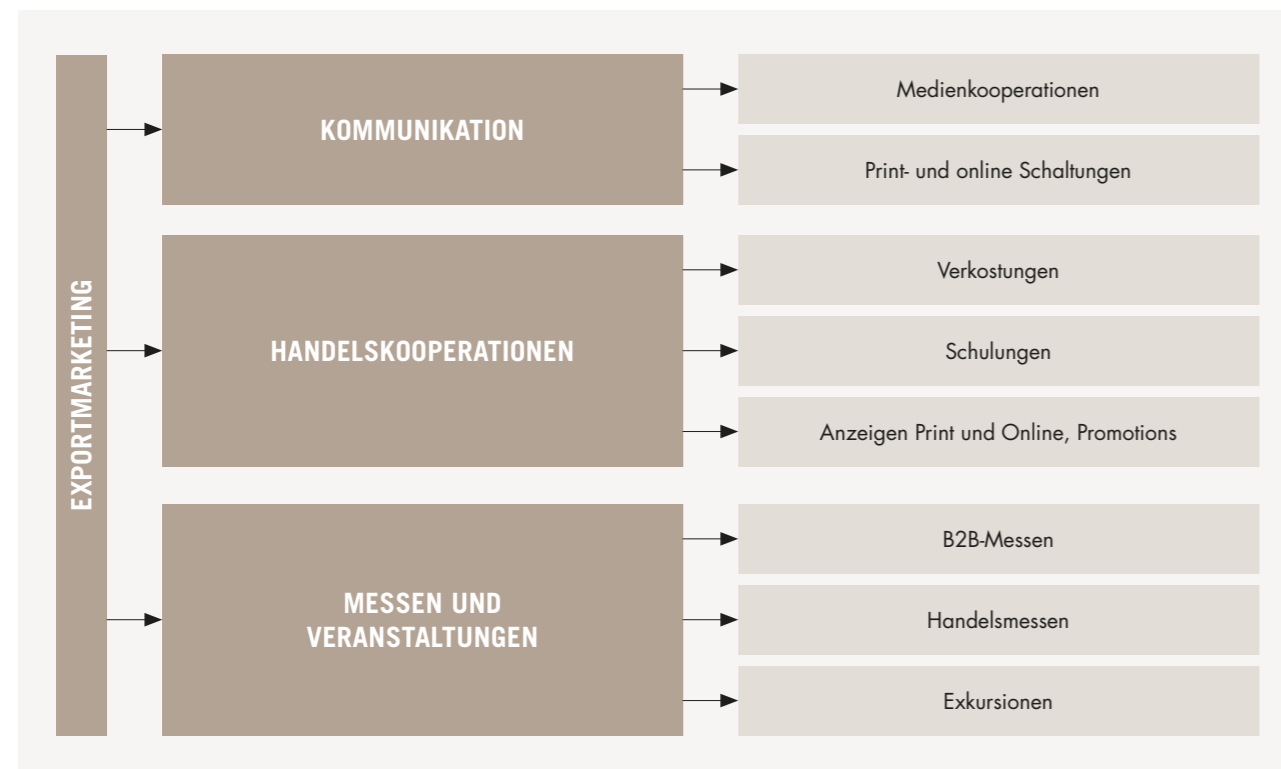 EXPORTMARKETING
KOMMUNIKATION
Medienkooperationen
Print- und online Schaltungen
HANDELSKOOPERATIONEN
Verkostungen
Schulungen
Anzeigen Print und Online, Promotions
MESSEN UND
VERANSTALTUNGEN
B2B-Messen
Handelsmessen
Exkursionen